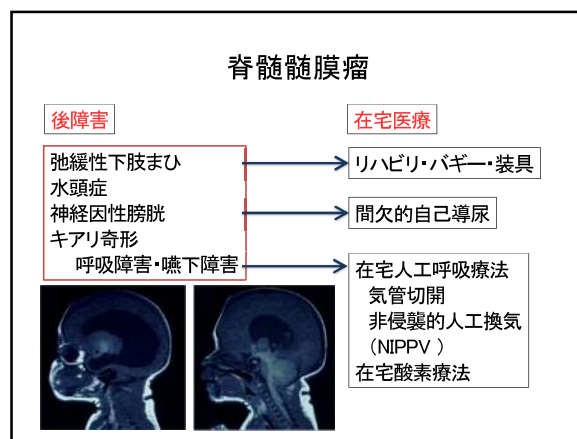 脊髄髄膜瘤
後障害
弛緩性下肢まひ
水頭症
神経因性膀胱
キアリ奇形
呼吸障害・嚥下障害
在宅医療
リハビリ・バギー・装具
間欠的自己導尿
在宅人工呼吸療法
気管切開
非侵襲的人工換気
(NIPPV )
在宅酸素療法